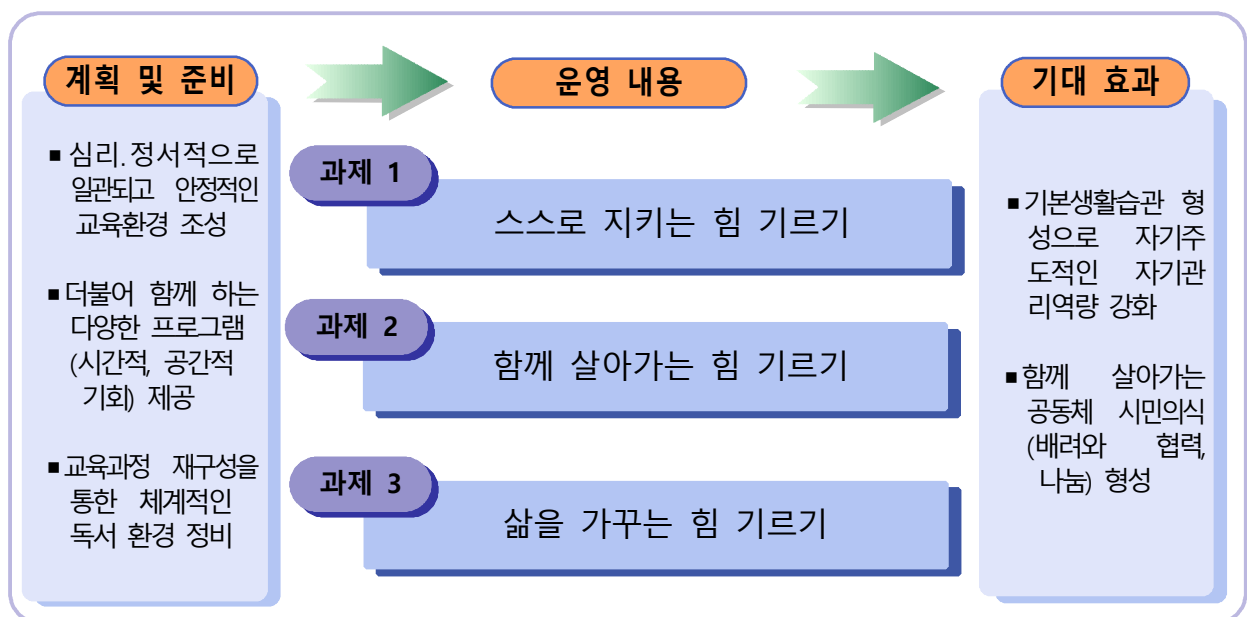 계획 및 준비
■ 심리.정서적으로
일관되고 안정적인
교육환경 조성
■ 더불어 함께 하는
다양한 프로그램
(시간적, 공간적
기회) 제공
■ 교육과정 재구성을
통한 체계적인
독서 환경 정비
운영 내용
과제 1
스스로 지키는 힘 기르기
과제 2
함께 살아가는 힘 기르기
과제 3
삶을 가꾸는 힘 기르기
기대 효과
■ 기본생활습관 형
성으로 자기주
도적인 자기관
리역량 강화
■ 함께 살아가는
공동체 시민의식
(배려와 협력,
나눔) 형성